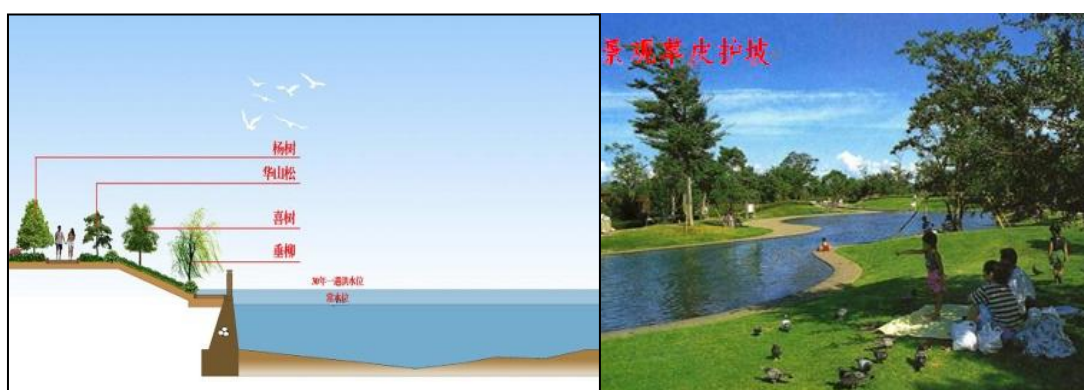 杨树
华山松
喜树
垂柳
30年一遇洪水位
常水位
景观草皮护坡